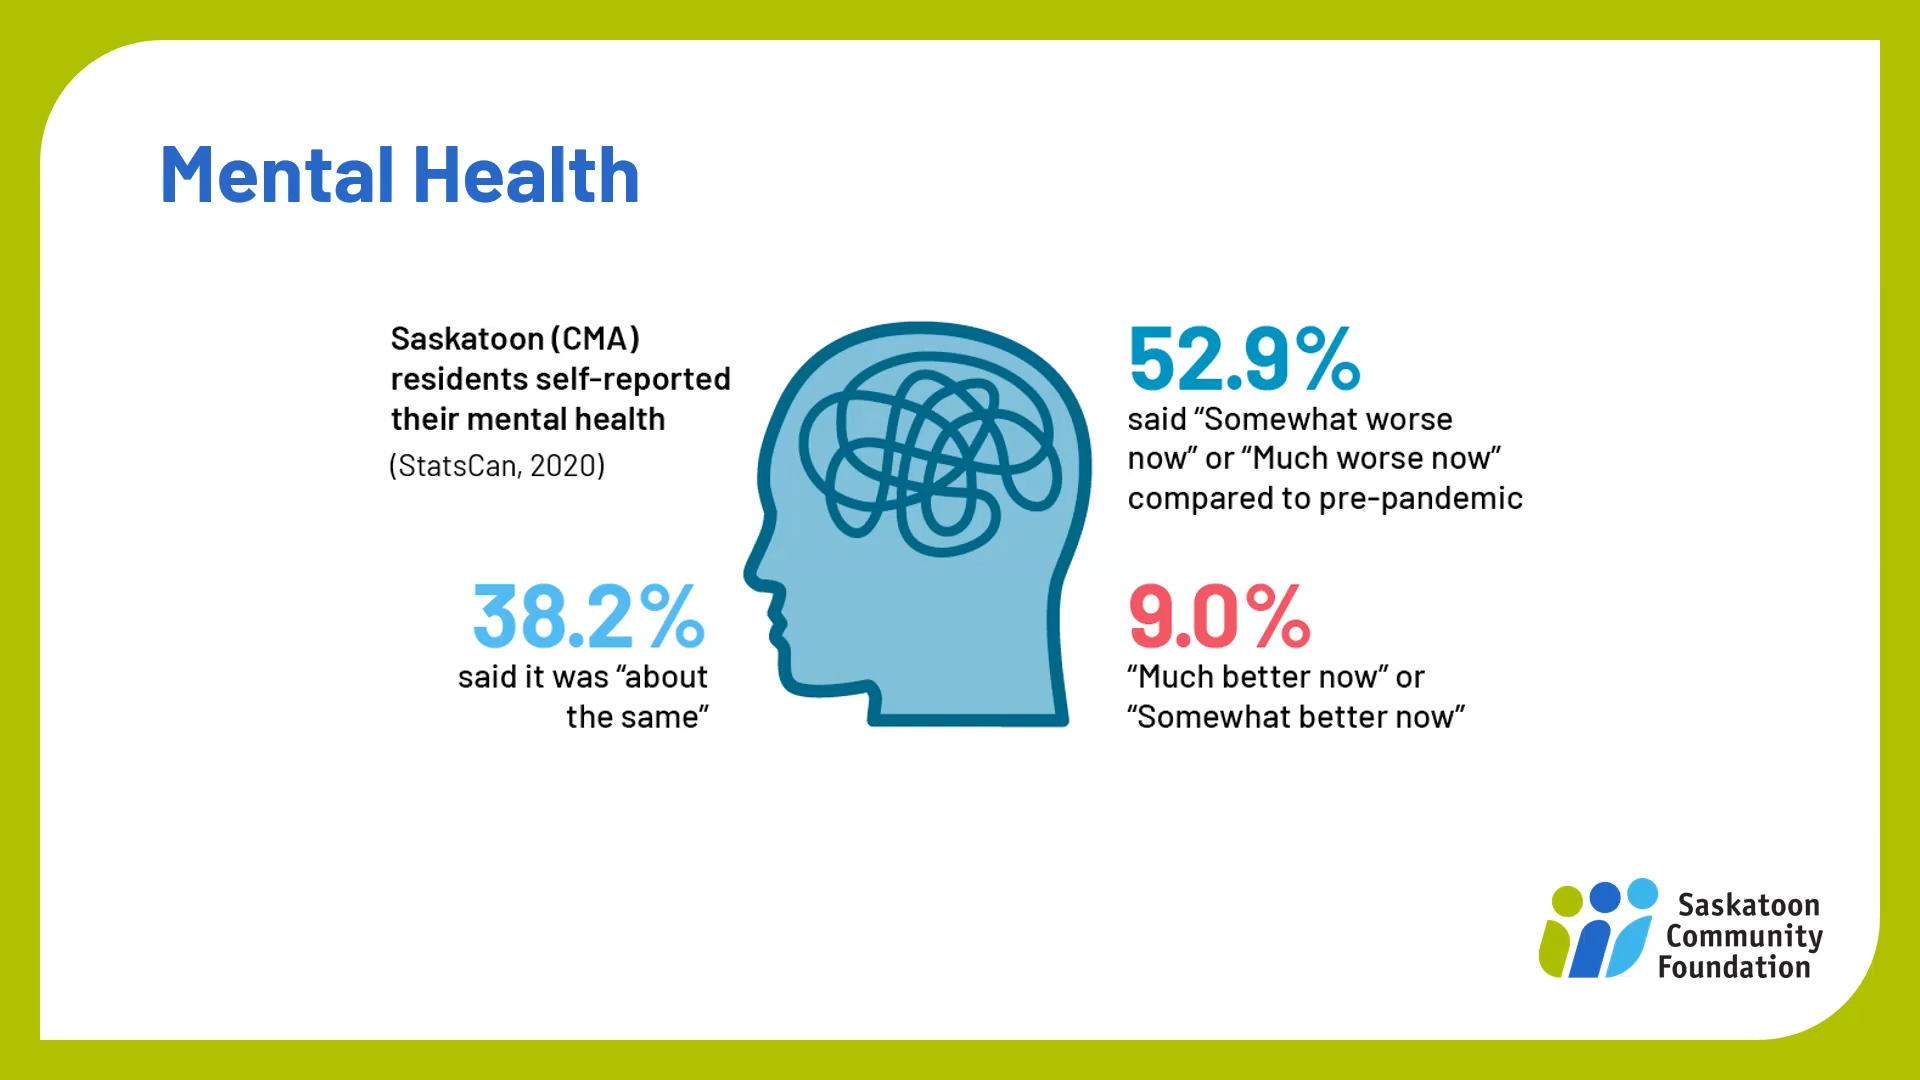 Mental Health
Saskatoon (CMA)
residents self-reported
their mental health
(StatsCan, 2020)
52.9%
said “Somewhat worse
now” or “Much worse now”
compared to pre-pandemic
38.2%
said it was “about
the same”
9.0%
“Much better now” or
“Somewhat better now”
Saskatoon
Community
Foundation